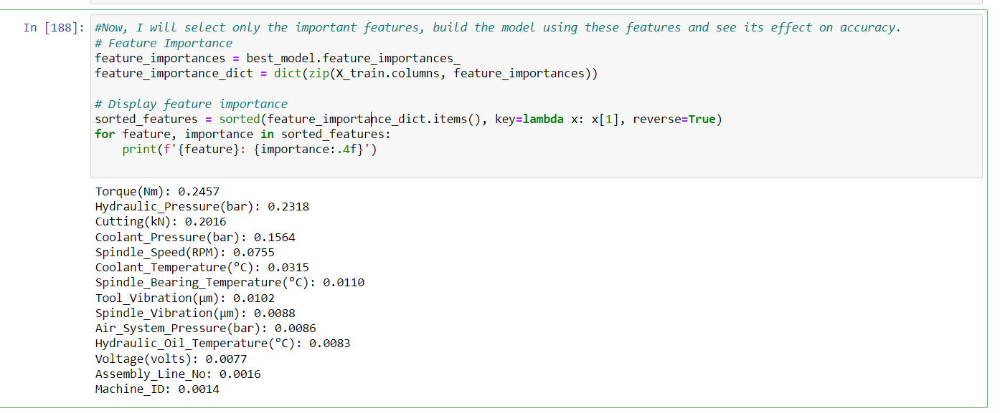 In [188]: #Now, I will select only the important features, build the model using these features and see its effect on accuracy.
# Feature Importance
feature_importances = best_model.feature_importances_
feature_importance_dict = dict(zip(X_train.columns, feature_importances))
# Display feature importance
sorted_features = sorted(feature_importance_dict.items(), key=lambda x: x[1], reverse=True)
for feature, importance in sorted_features:
    print(f'{feature}: {importance:.4f}')
Torque(Nm): 0.2457
Hydraulic_Pressure(bar): 0.2318
Cutting(kN): 0.2016
Coolant_Pressure(bar): 0.1564
Spindle_Speed(RPM): 0.0755
Coolant_Temperature(°C): 0.0315
Spindle_Bearing_Temperature(°C): 0.0110
Tool_Vibration(μm): 0.0102
Spindle_Vibration(μm): 0.0088
Air_System_Pressure(bar): 0.0086
Hydraulic_Oil_Temperature(°C): 0.0083
Voltage(volts): 0.0077
Assembly_Line_No: 0.0016
Machine_ID: 0.0014